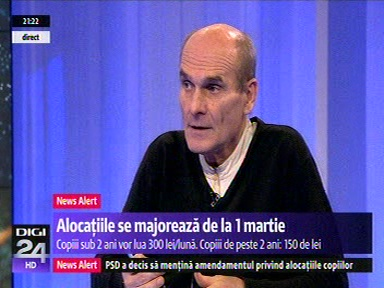 21:22
direct
News Alert
Alocațiile se majorează de la 1 martie
Copiii sub 2 ani vor lua 300 lei/lună. Copiii de peste 2 ani: 150 de lei
DIGI
24
HD
News Alert
PSD a decis să mențină amendamentul privind alocațiile copiilor